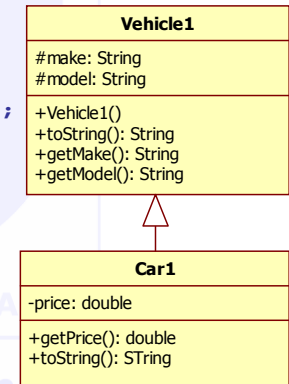 Vehicle1
#make: String
#model: String
;
+Vehicle1()
+toString(): String
+getMake(): String
+getModel(): String
Car1
-price: double
A
+getPrice(): double
+toString(): STring